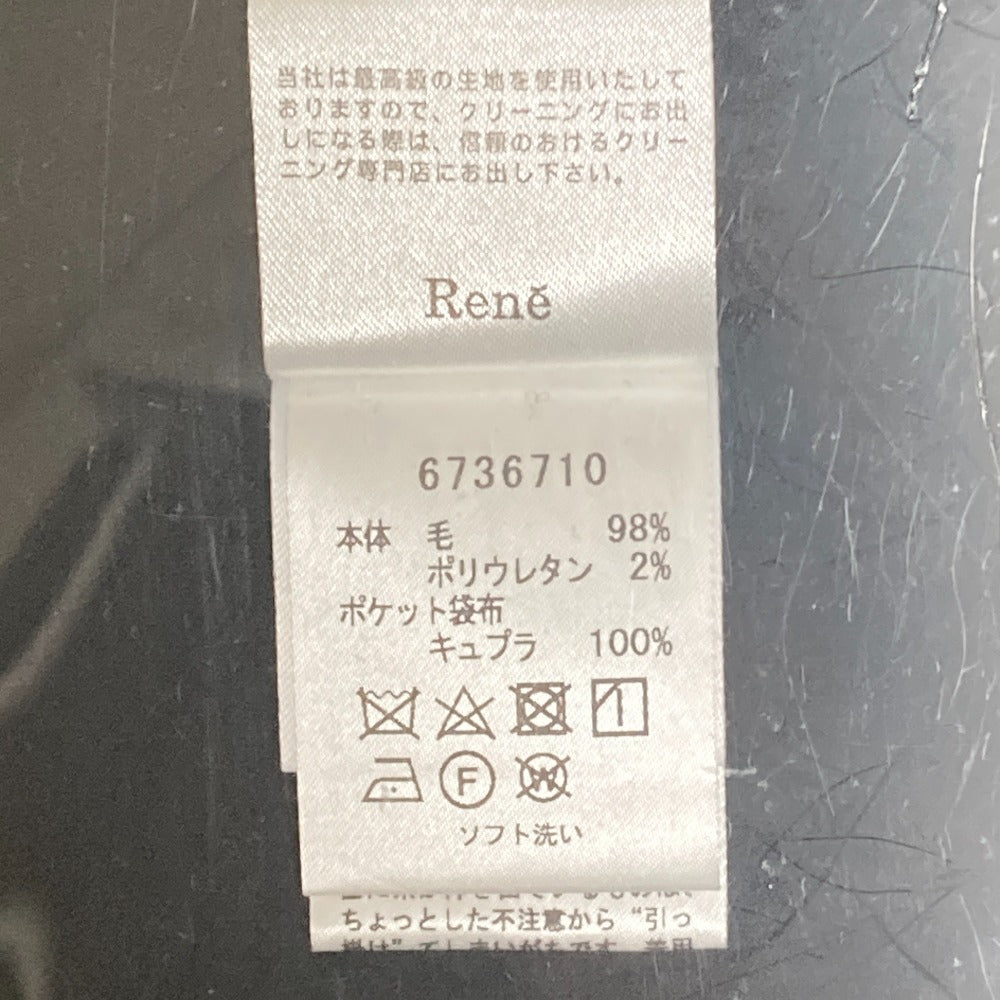 当社は最高級の生地を使用いたして
おりますので、クリーニングにお出
しになる際は、信頼のおけるクリー
ニング専門店にお出し下さい。
René
6736710
本体 毛 98%
ポリウレタン 2%
ポケット袋布
キュプラ 100%
F W
ソフト洗い
ちょっとした不注意から“引っ